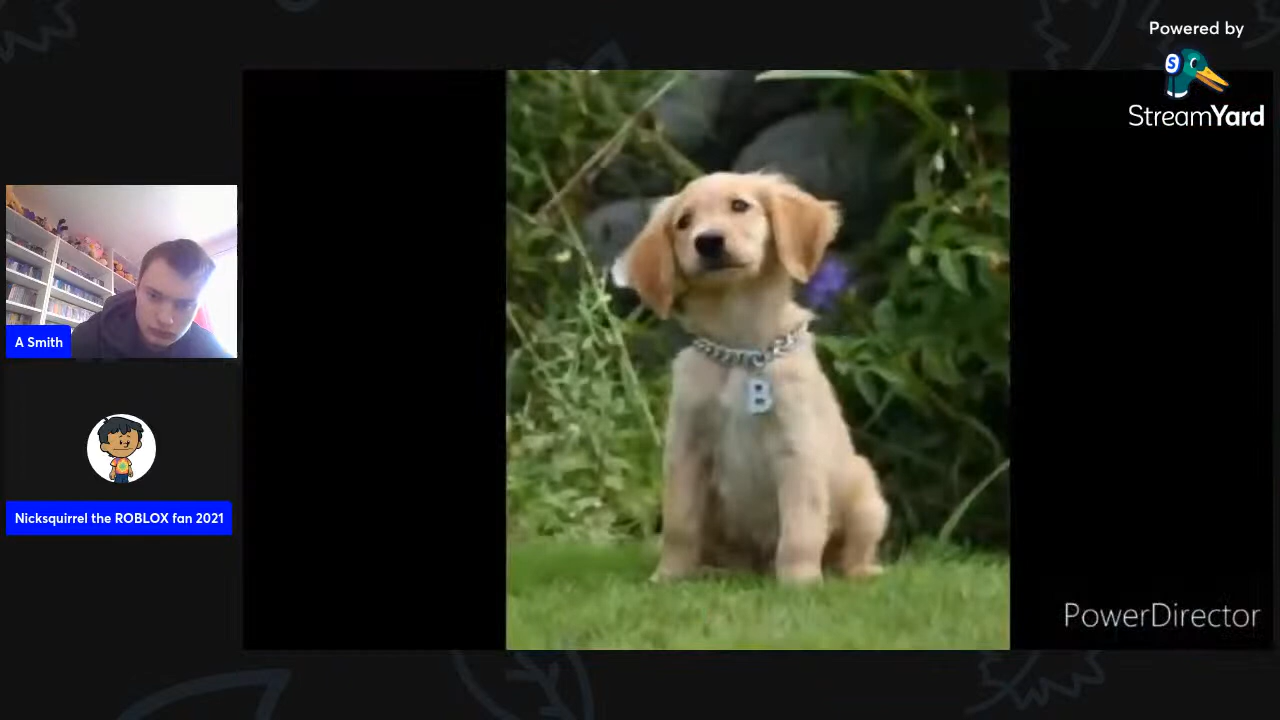 Powered by
S
StreamYard
A Smith
B
Nicksquirrel the ROBLOX fan 2021
PowerDirector